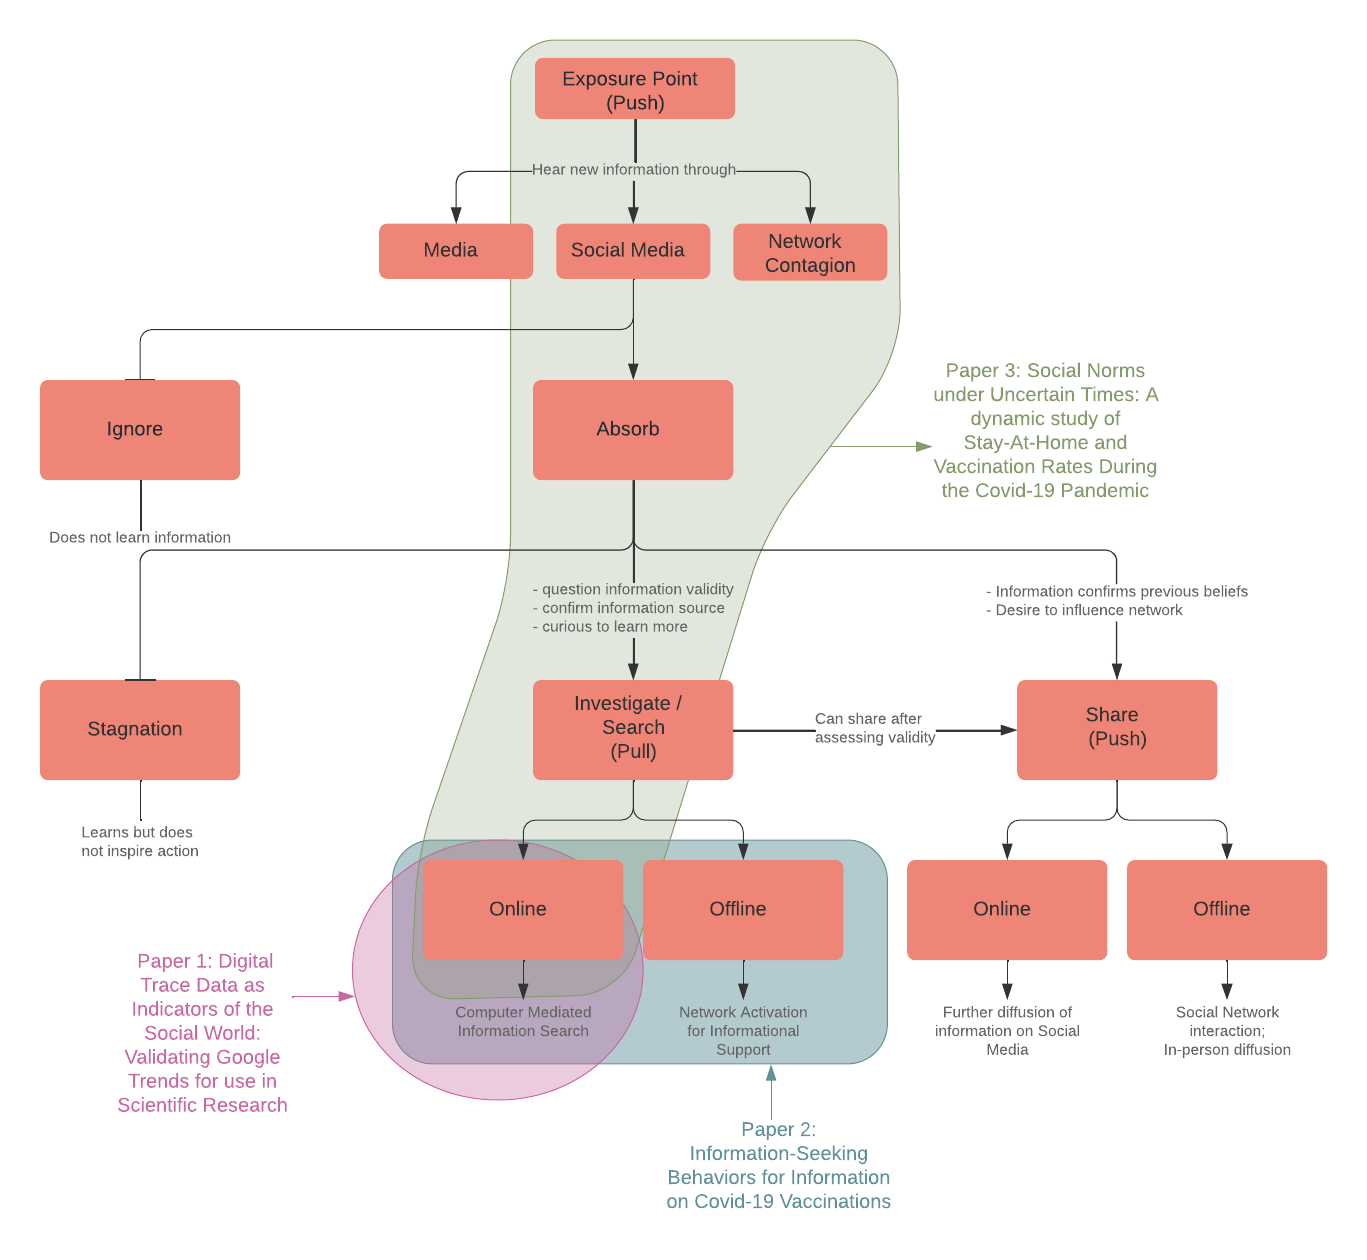 Exposure Point
(Push)
Hear new information through
Media
Social Media
Network
Contagion
Ignore
Absorb
Paper 3: Social Norms
under Uncertain Times: A
dynamic study of
Stay-At-Home and
Vaccination Rates During
the Covid-19 Pandemic
Does not learn information
- question information validity
- confirm information source
- curious to learn more
- Information confirms previous beliefs
- Desire to influence network
Stagnation
Investigate /
Search
(Pull)
Can share after
assessing validity
Share
(Push)
Learns but does
not inspire action
Online
Offline
Online
Offline
Paper 1: Digital
Trace Data as
Indicators of the
Social World:
Validating Google
Trends for use in
Scientific Research
Computer Mediated
Information Search
Network Activation
for Informational
Support
Further diffusion of
information on Social
Media
Social Network
interaction;
In-person diffusion
Paper 2:
Information-Seeking
Behaviors for Information
on Covid-19 Vaccinations